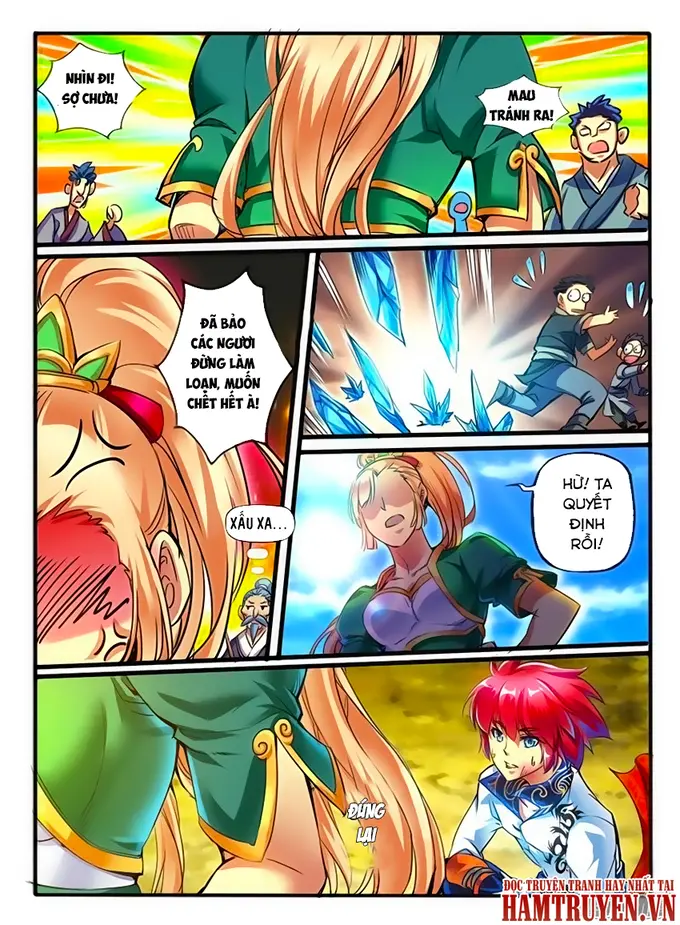 NHÌN ĐI!
SỢ CHƯA!
MAU
TRÁNH RA!
ĐÃ BẢO
CÁC NGƯƠI
ĐỪNG LÀM
LOẠN, MUỐN
CHẾT HẾT À!
XẤU XA...
HỪ! TA
QUYẾT
ĐỊNH
RỒI!
ĐỨNG
LẠI
ĐỌC TRUYỆN TRANH HAY NHẤT TẠI
HAMTRUYEN.VN